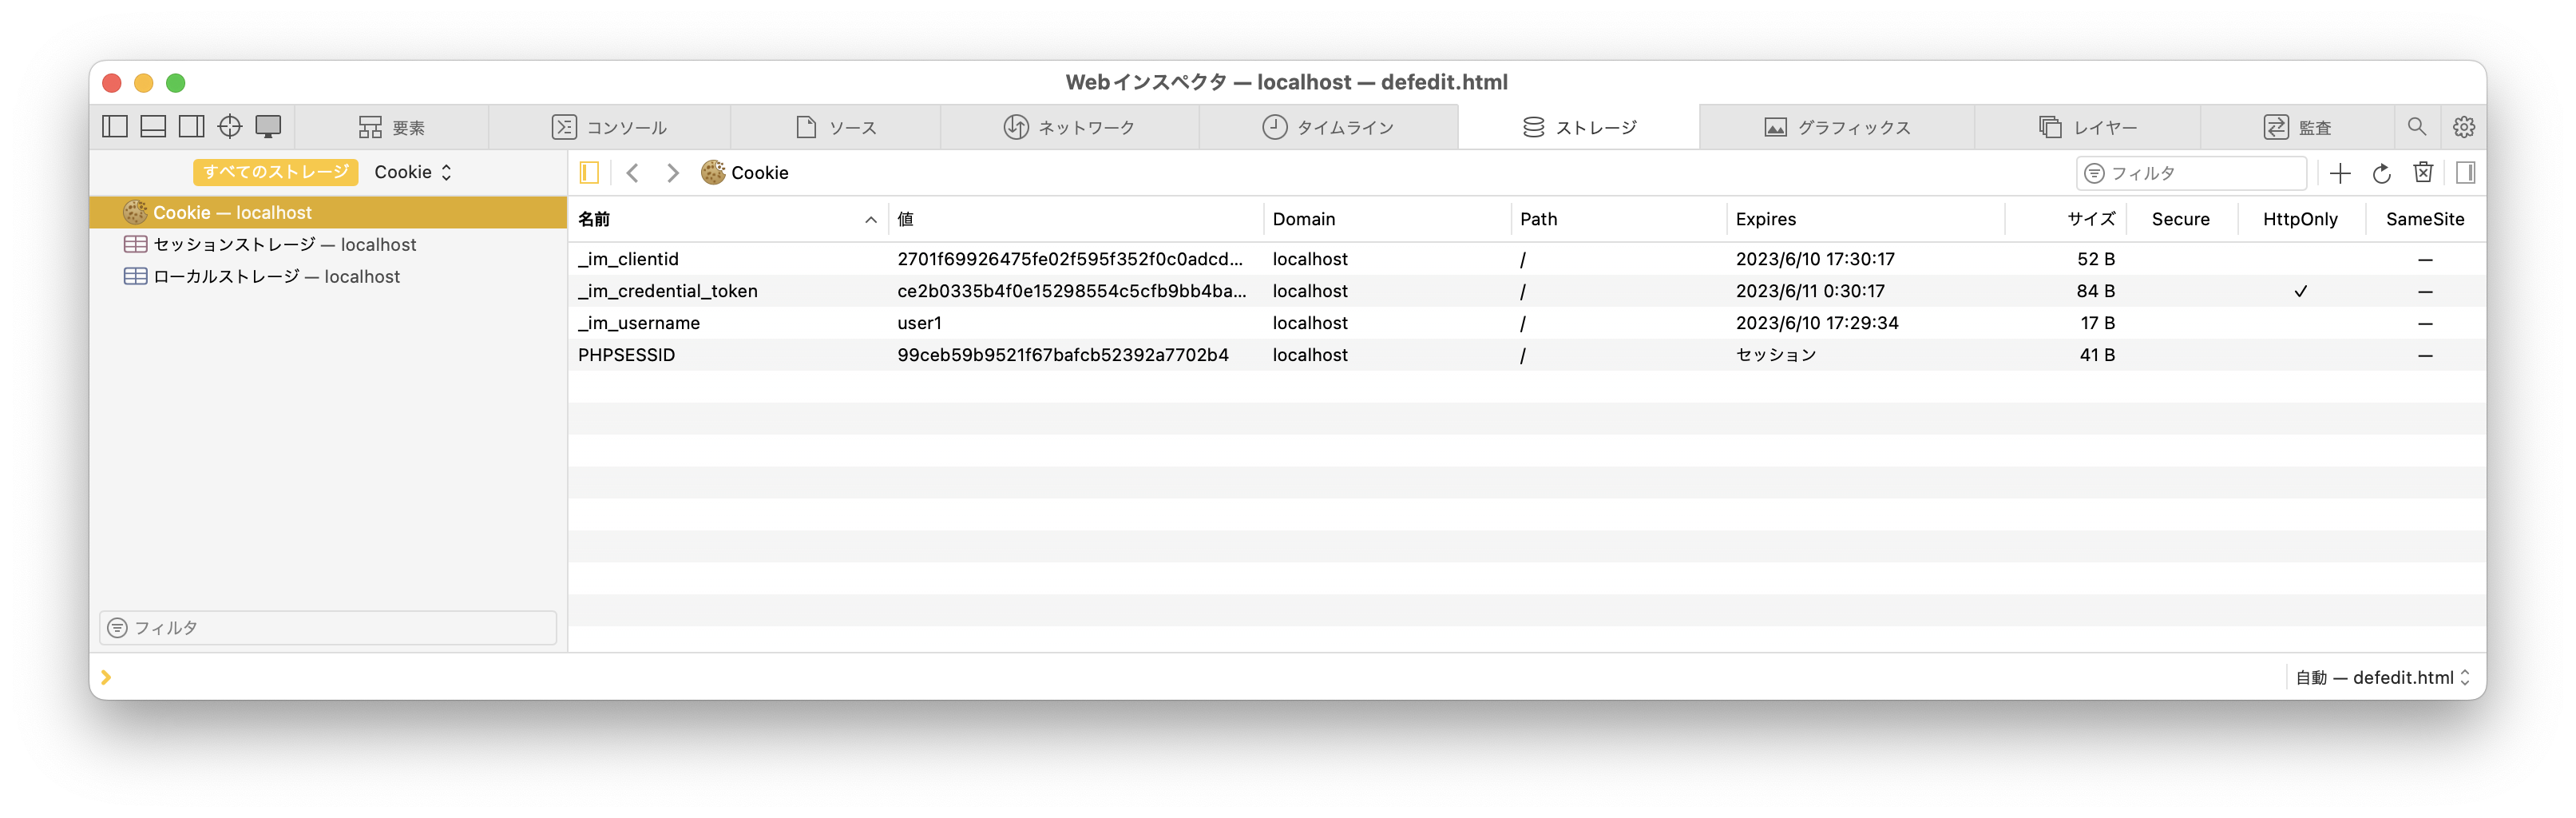 Webインスペクタ — localhost — defedit.html
要素 コンソール ソース ネットワーク タイムライン ストレージ グラフィックス レイヤー 監査
すべてのストレージ Cookie
Cookie — localhost
セッションストレージ — localhost
ローカルストレージ — localhost
フィルタ
Cookie フィルタ
名前 値 Domain Path Expires サイズ Secure HttpOnly SameSite
_im_clientid 2701f69926475fe02f595f352f0c0adcd… localhost / 2023/6/10 17:30:17 52 B —
_im_credential_token ce2b0335b4f0e15298554c5cfb9bb4ba… localhost / 2023/6/11 0:30:17 84 B ✓ —
_im_username user1 localhost / 2023/6/10 17:29:34 17 B —
PHPSESSID 99ceb59b9521f67bafcb52392a7702b4 localhost / セッション 41 B —
自動 — defedit.html